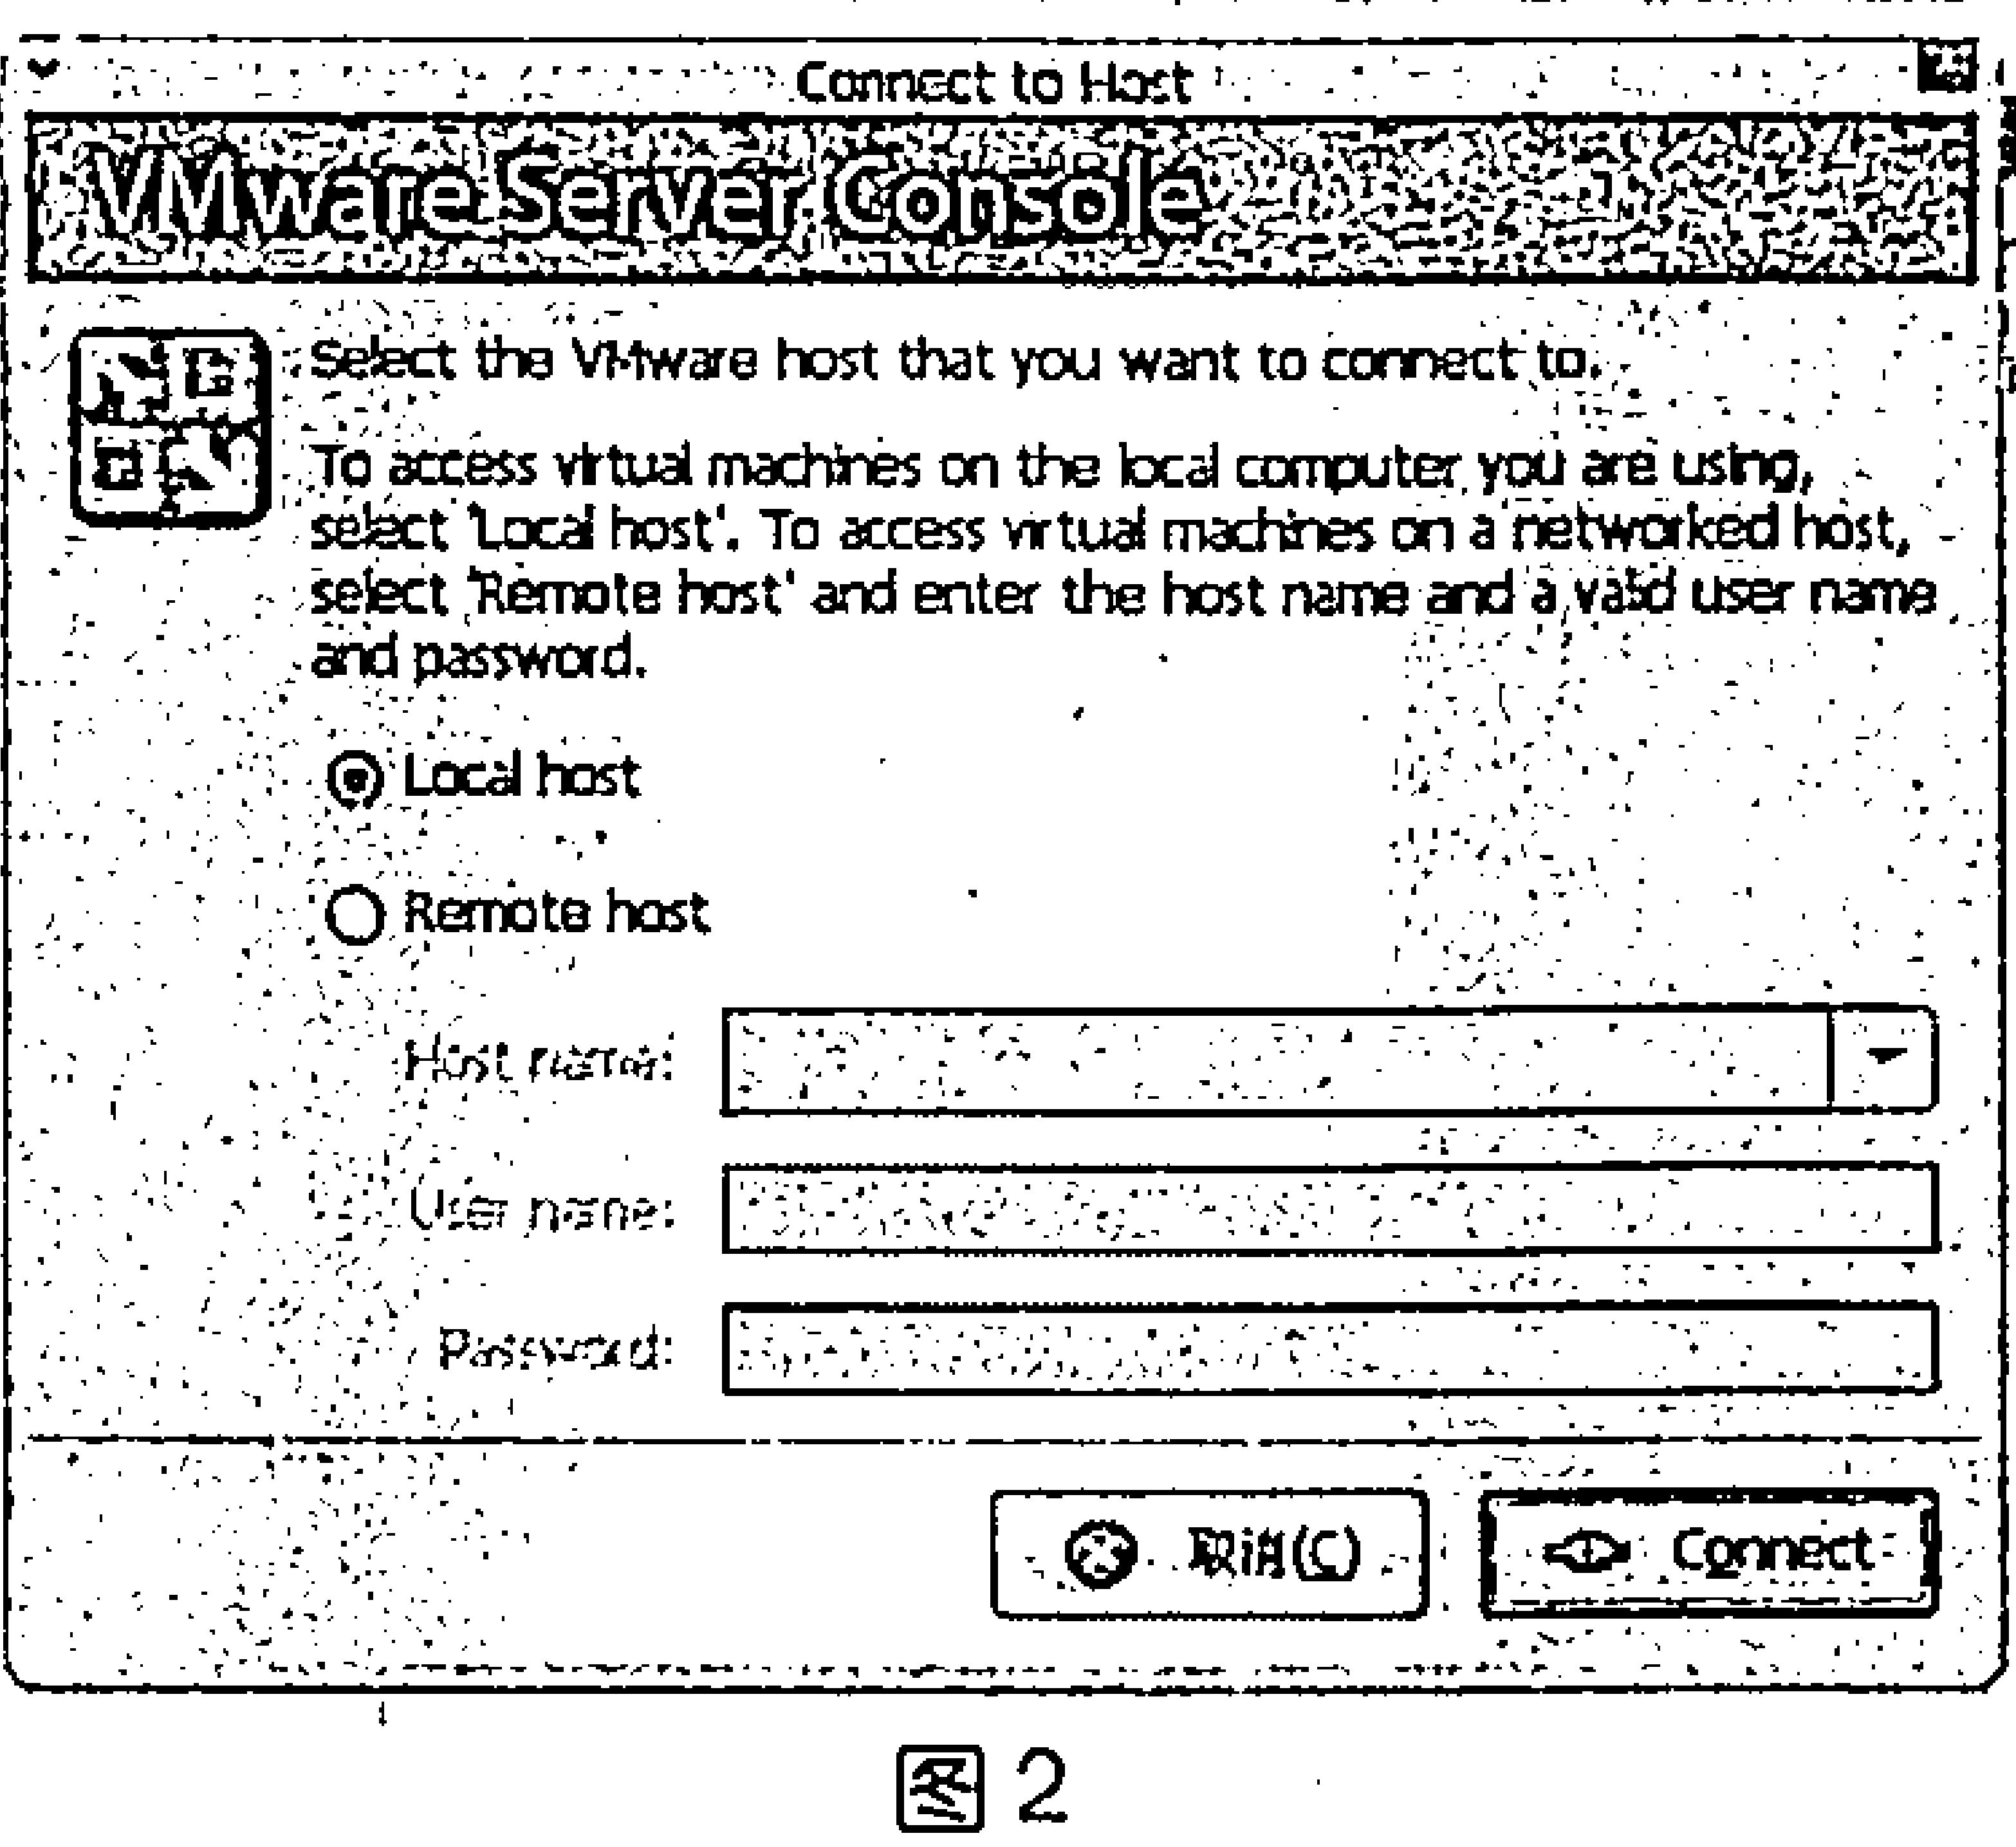 Connect to Host
VMware Server Console
Select the VMware host that you want to connect to.
To access virtual machines on the local computer you are using,
select 'Local host'. To access virtual machines on a networked host,
select 'Remote host' and enter the host name and a valid user name
and password.
Local host
Remote host
Host name:
User name:
Password:
取消(C)
Connect
图 2